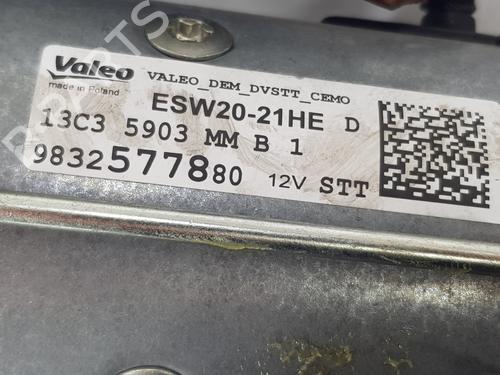 Valeo
made in Poland
VALEO_DEM_DVSTT_CEMO
ESW20-21HE D
13C3 5903 MM B 1
9832577880 12V STT